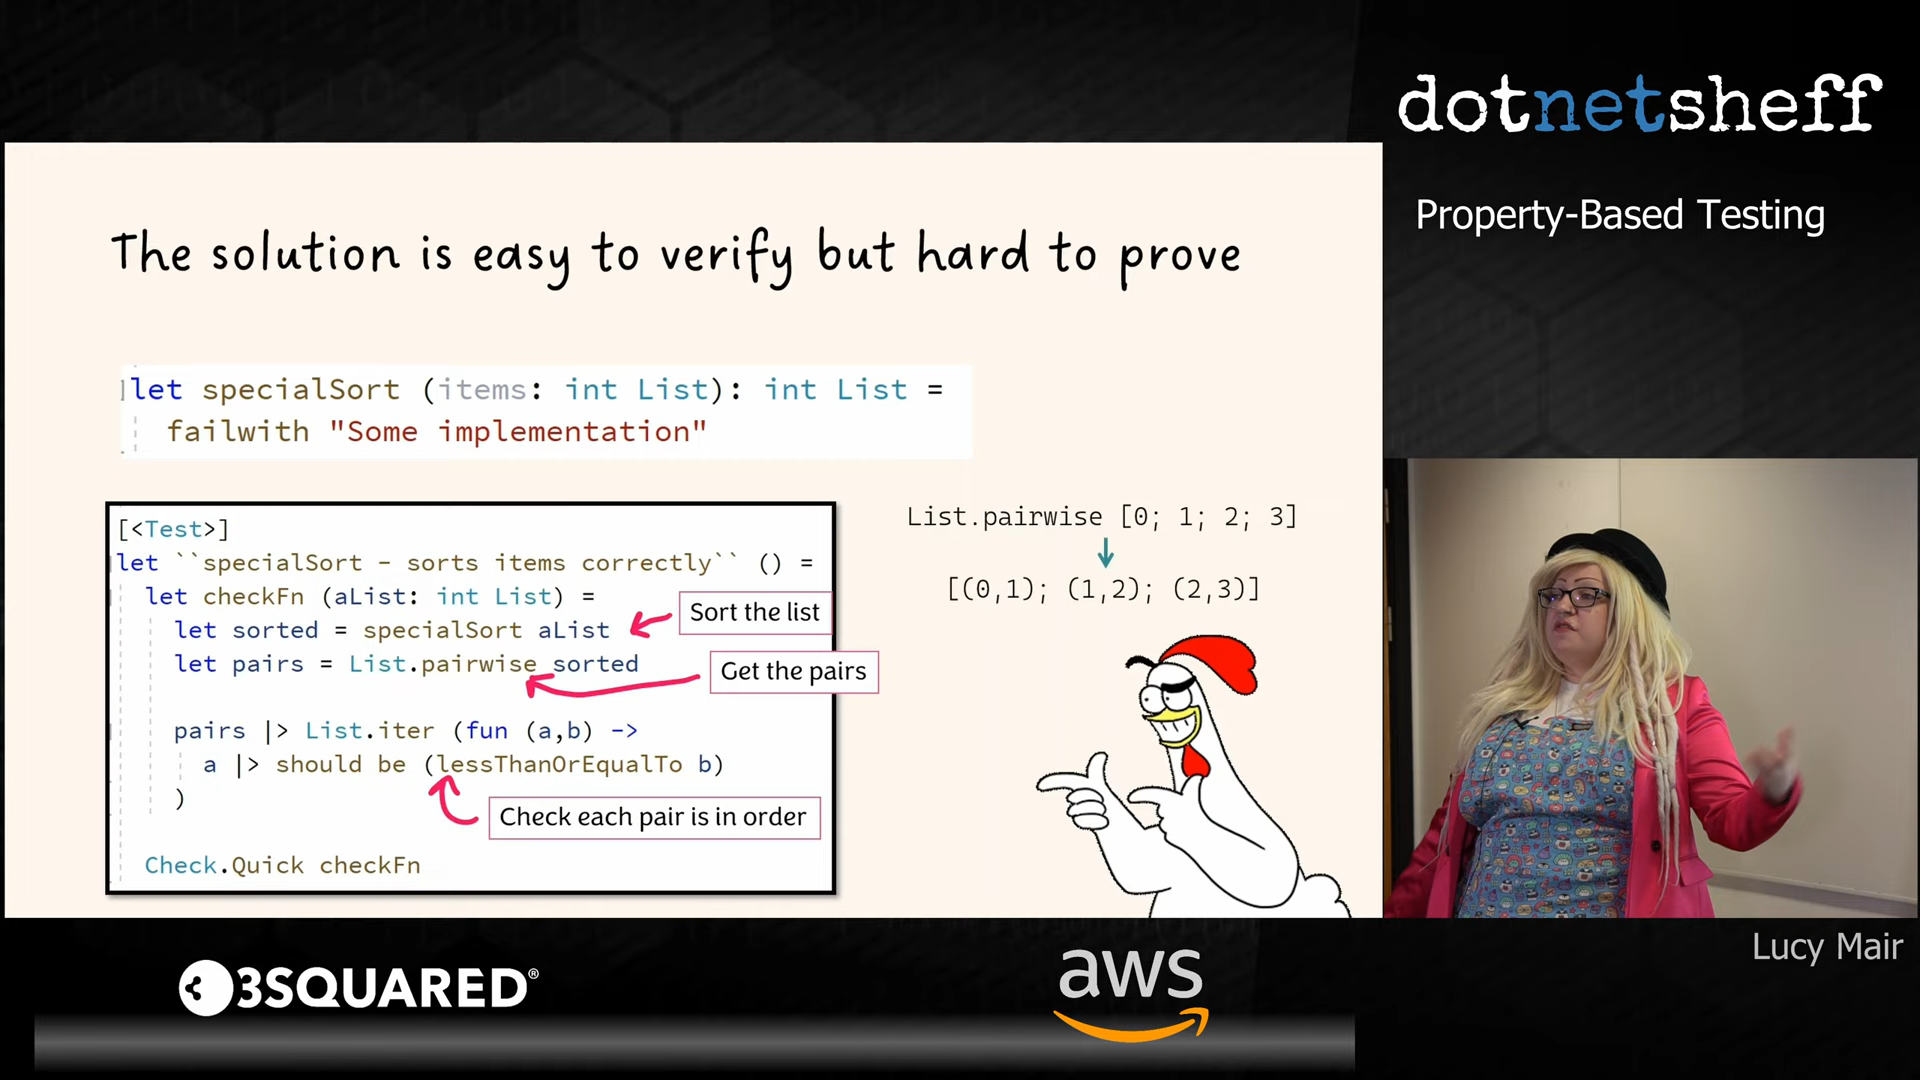 dotnetsheff
Property-Based Testing
The solution is easy to verify but hard to prove
let specialSort (items: int List): int List =
failwith "Some implementation"
[<Test>]
let ``specialSort - sorts items correctly`` () =
let checkFn (aList: int List) =
let sorted = specialSort aList
Sort the list
let pairs = List.pairwise sorted
Get the pairs
pairs |> List.iter (fun (a,b) ->
a |> should be (lessThanOrEqualTo b)
)
Check each pair is in order
Check.Quick checkFn
List.pairwise [0; 1; 2; 3]
[(0,1); (1,2); (2,3)]
Lucy Mair
3SQUARED®
aws